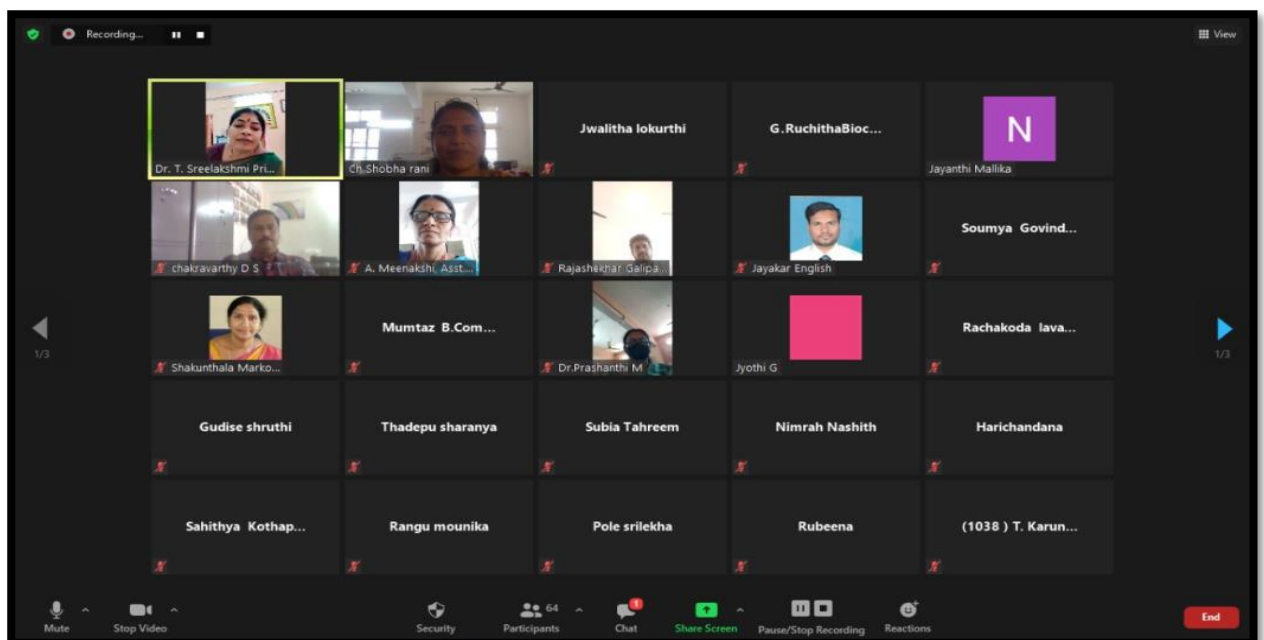 Recording...
View
Dr. T. Sreelakshmi Pri...
Ch.Shobha rani
Jwalitha lokurthi
G.RuchithaBioc...
N
Jayanthi Mallika
chakravarthy D S
A. Meenakshi, Asst....
Rajashekhar Galipa...
Jayakar English
Soumya Govind...
1/3
Shakunthala Marko...
Mumtaz B.Com...
Dr.Prashanthi M
Jyothi G
Rachakoda lava...
1/3
Gudise shruthi
Thadepu sharanya
Subia Tahreem
Nimrah Nashith
Harichandana
Sahithya Kothap...
Rangu mounika
Pole srilekha
Rubeena
(1038 ) T. Karun...
Mute
Stop Video
Security
64
Participants
1
Chat
Share Screen
Pause/Stop Recording
Reactions
End